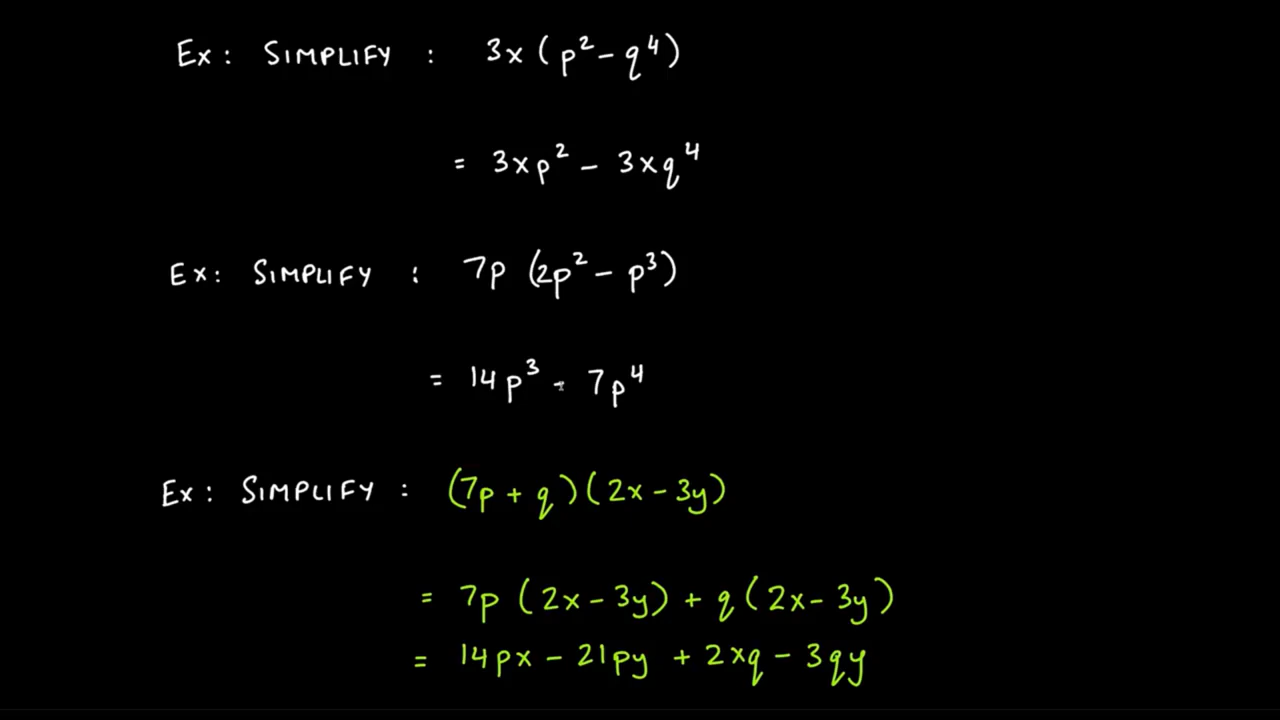 Ex: SIMPLIFY : 3x(p²-q⁴)
= 3xp² - 3xq⁴
Ex: SIMPLIFY : 7p (2p² - p³)
= 14p³ - 7p⁴
Ex: SIMPLIFY : (7p + q)(2x - 3y)
= 7p (2x - 3y) + q (2x - 3y)
= 14px - 21py + 2xq - 3qy